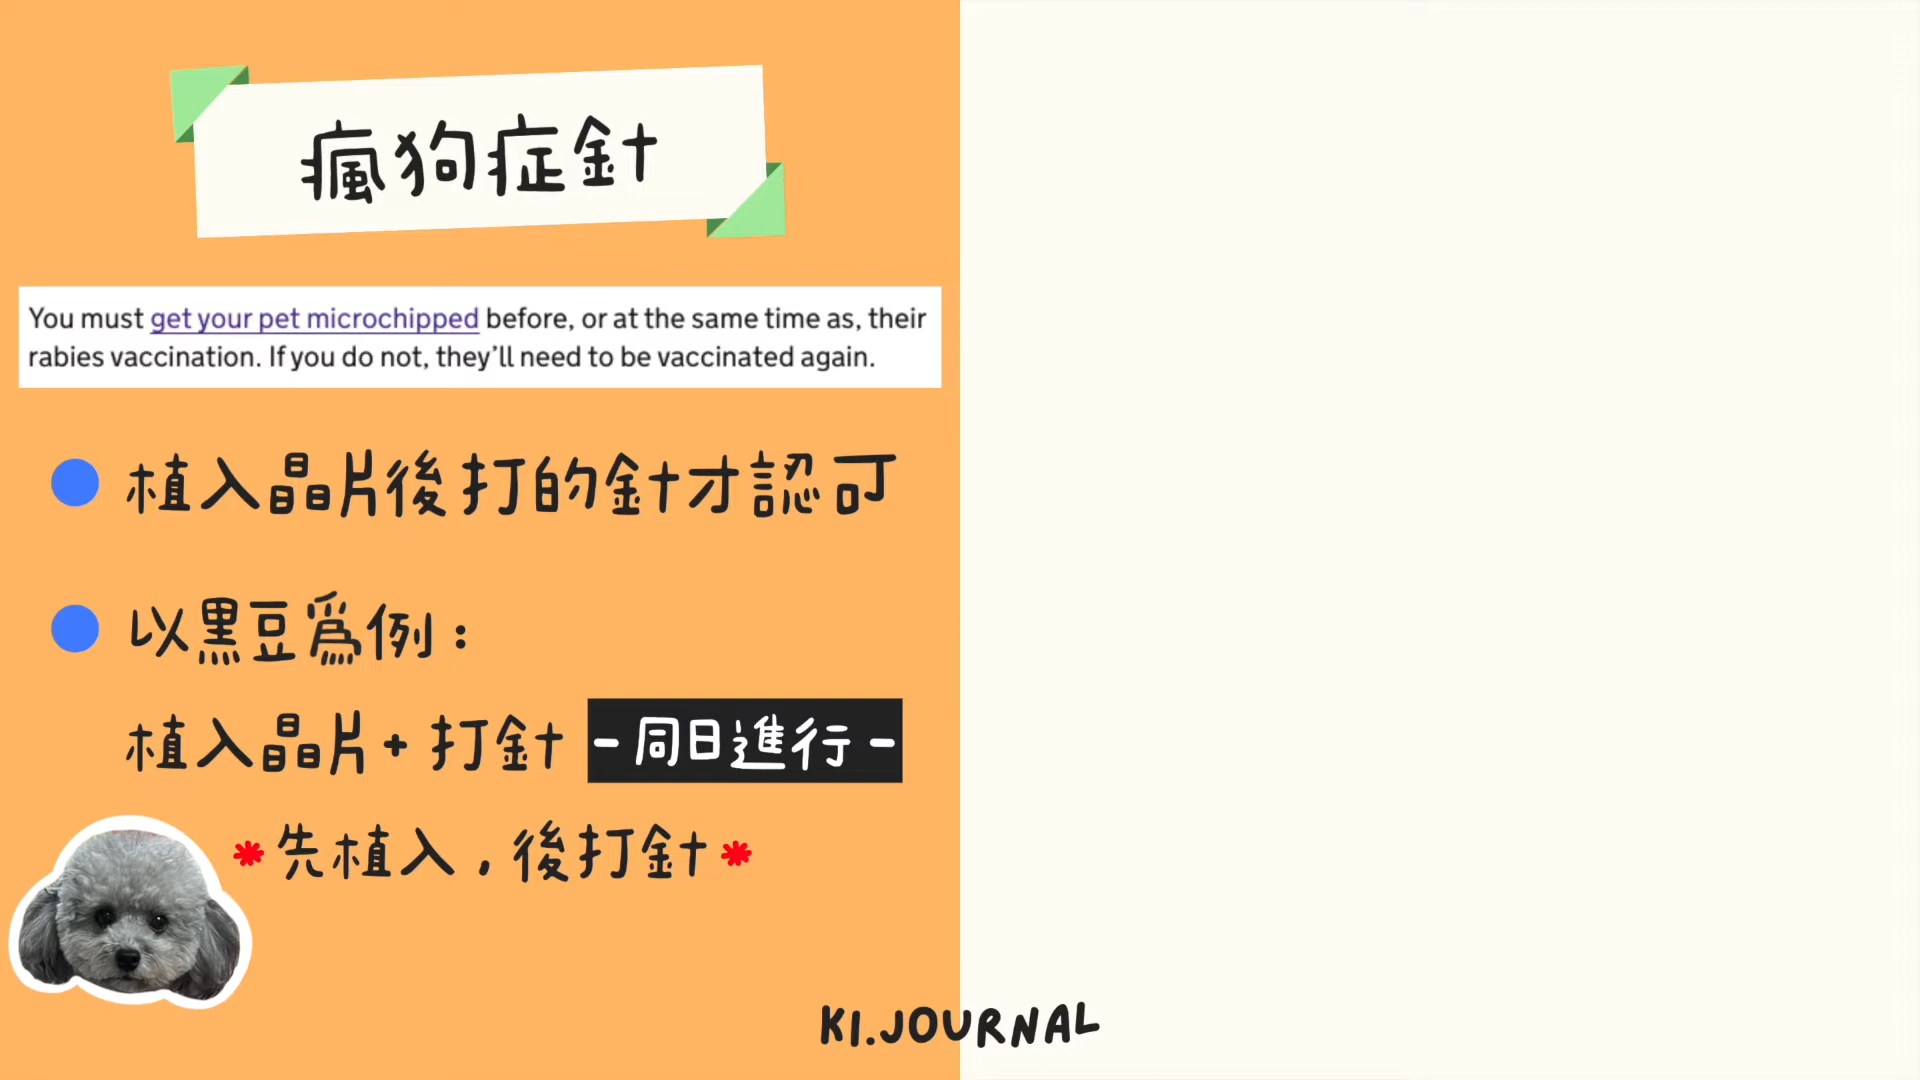 瘋狗症針
You must get your pet microchipped before, or at the same time as, their
rabies vaccination. If you do not, they’ll need to be vaccinated again.
植入晶片後打的針才認可
以黑豆爲例：
植入晶片+ 打針 - 同日進行 -
*先植入，後打針*
KI.JOURNAL